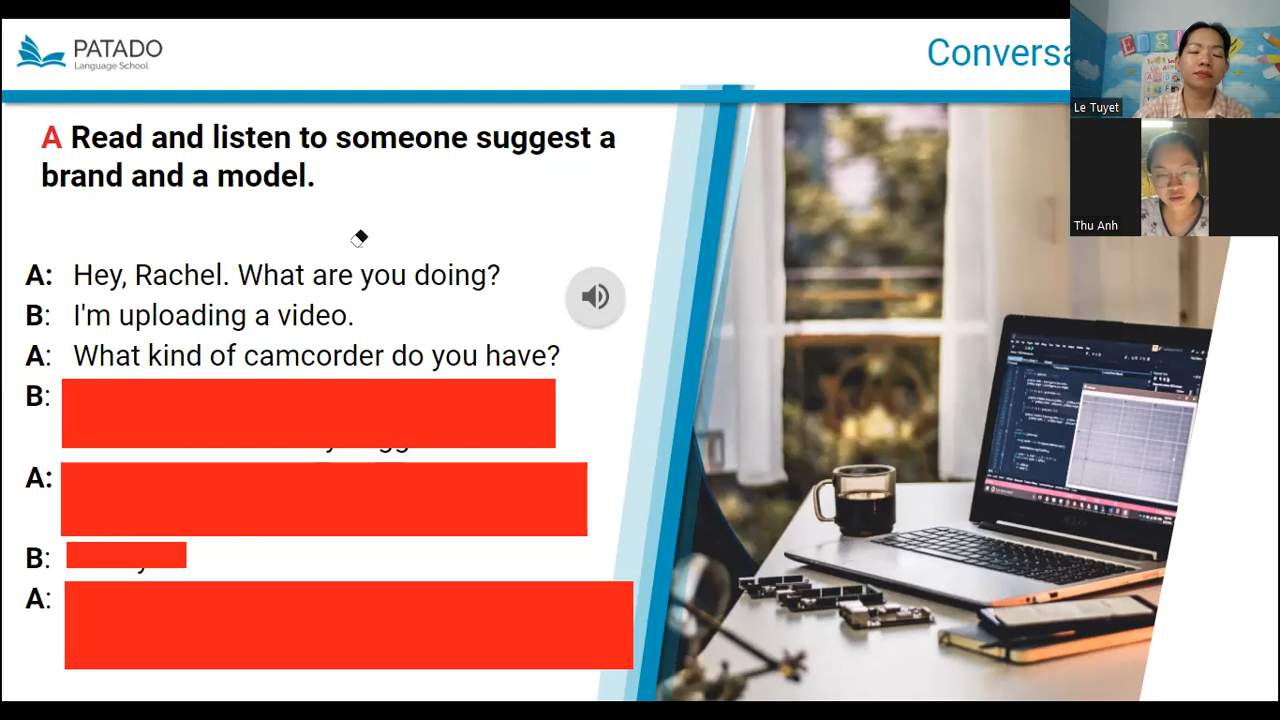 PATADO
Language School
Conversa
Le Tuyet
Thu Anh
A Read and listen to someone suggest a
brand and a model.
A: Hey, Rachel. What are you doing?
B: I'm uploading a video.
A: What kind of camcorder do you have?
B:
A:
B:
A: